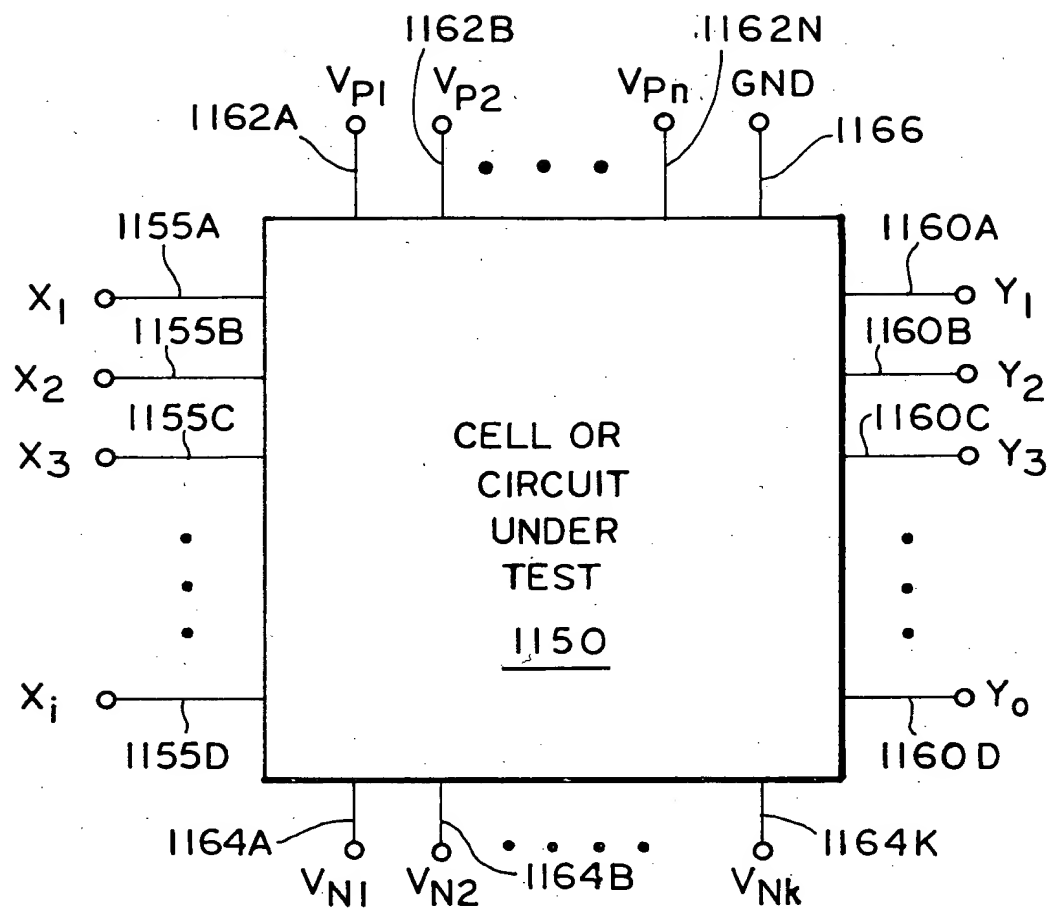 1162B 1162N
VP1 VP2 VPn GND
1162A 1166
1155A 1160A
X1 Y1
1155B 1160B
X2 Y2
1155C 1160C
X3 Y3
CELL OR
CIRCUIT
UNDER
TEST
1150
Xi Yo
1155D 1160D
1164A 1164B 1164K
VN1 VN2 VNk